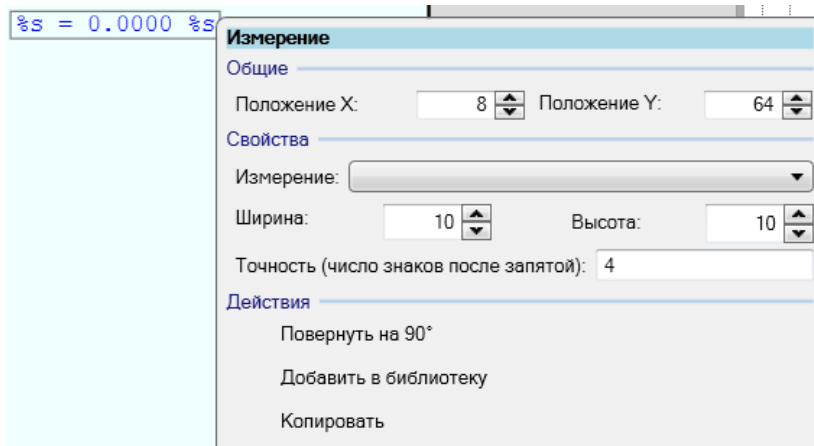 %s = 0.0000 %s
Измерение
Общие
Положение X: 8 Положение Y: 64
Свойства
Измерение:
Ширина: 10 Высота: 10
Точность (число знаков после запятой): 4
Действия
Повернуть на 90°
Добавить в библиотеку
Копировать